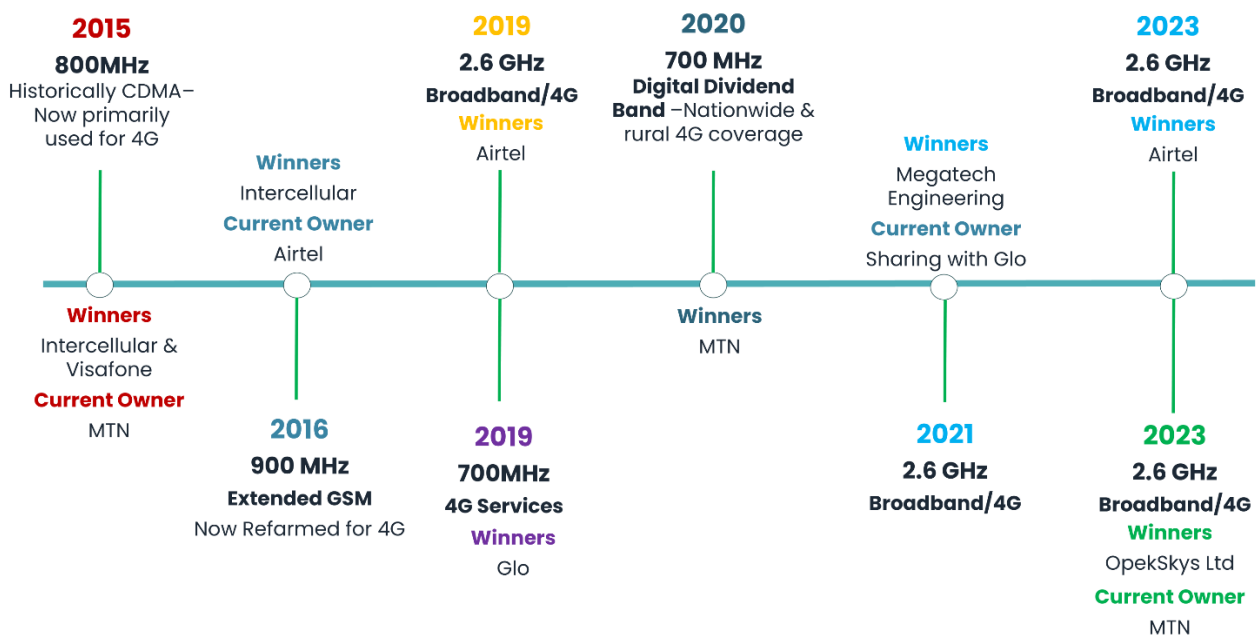 2015
800MHz
Historically CDMA–
Now primarily
used for 4G
Winners
Intercellular &
Visafone
Current Owner
MTN
Winners
Intercellular
Current Owner
Airtel
2016
900 MHz
Extended GSM
Now Refarmed for 4G
2019
2.6 GHz
Broadband/4G
Winners
Airtel
2019
700MHz
4G Services
Winners
Glo
2020
700 MHz
Digital Dividend
Band –Nationwide &
rural 4G coverage
Winners
MTN
Winners
Megatech
Engineering
Current Owner
Sharing with Glo
2021
2.6 GHz
Broadband/4G
2023
2.6 GHz
Broadband/4G
Winners
Airtel
2023
2.6 GHz
Broadband/4G
Winners
OpekSkys Ltd
Current Owner
MTN